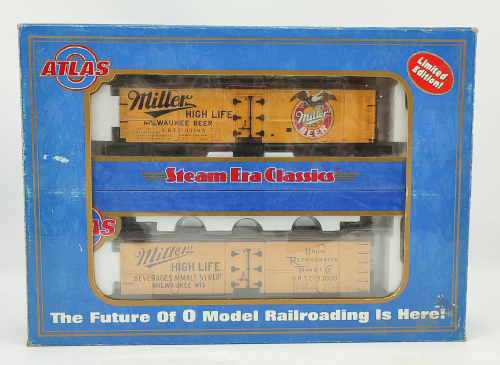 ATLAS
O
Limited
Edition!
Miller
HIGH LIFE
MILWAUKEE BEER
Miller
BEER
Steam Era Classics
Miller
HIGH LIFE
BEVERAGES & MALT SYRUP
MILWAUKEE WIS
UNION
REFRIGERATOR
TRANSIT CO
U.R.T.C. 93000
The Future Of O Model Railroading Is Here!